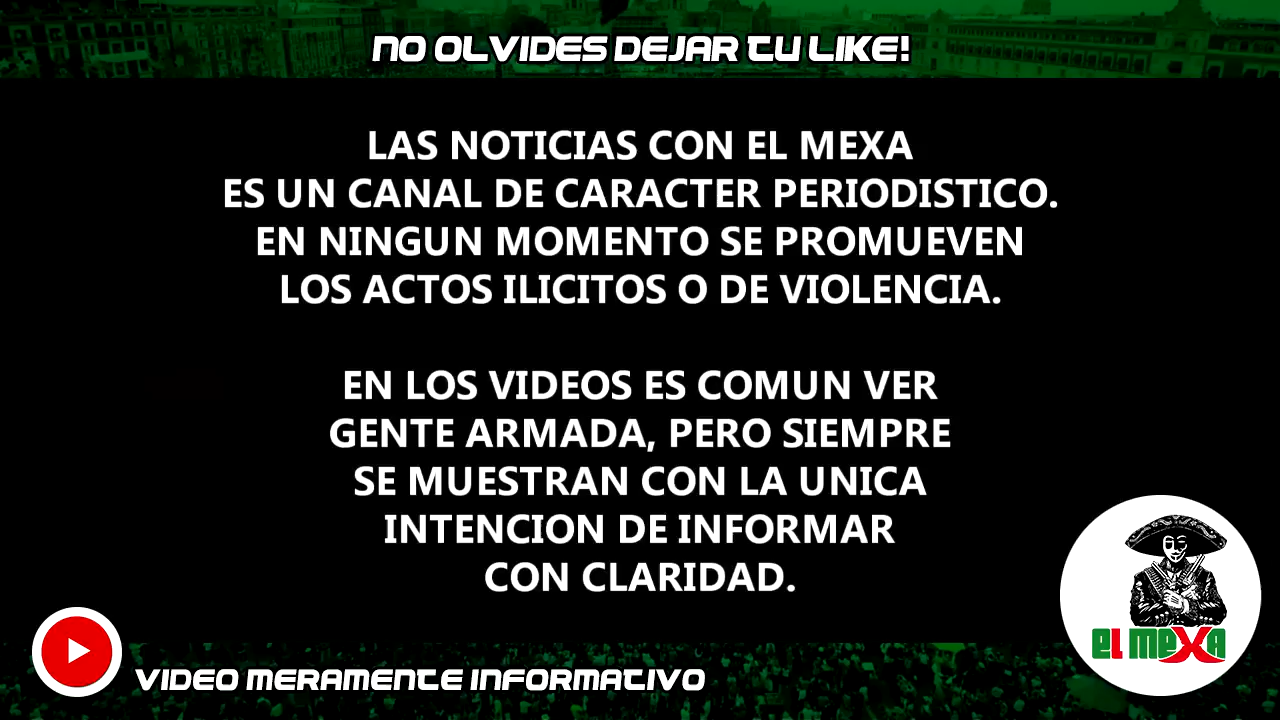 NO OLVIDES DEJAR TU LIKE!
LAS NOTICIAS CON EL MEXA
ES UN CANAL DE CARACTER PERIODISTICO.
EN NINGUN MOMENTO SE PROMUEVEN
LOS ACTOS ILICITOS O DE VIOLENCIA.
EN LOS VIDEOS ES COMUN VER
GENTE ARMADA, PERO SIEMPRE
SE MUESTRAN CON LA UNICA
INTENCION DE INFORMAR
CON CLARIDAD.
EL MEXA
VIDEO MERAMENTE INFORMATIVO